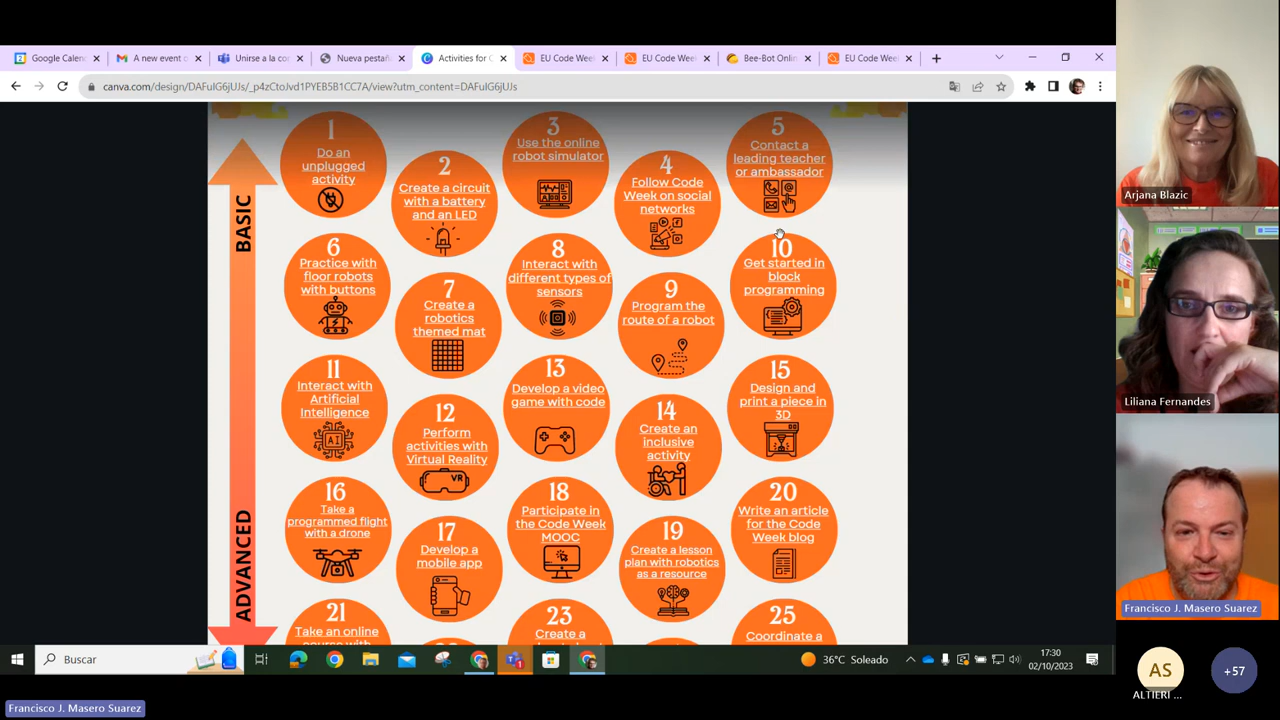 Google Calen
A new event o
Unirse a la co
Nueva pestañ
Activities for C
EU Code Wee
EU Code Wee
Bee-Bot Onlin
EU Code Wee
canva.com/design/DAFuIG6jUJs/_p4zCtoJvd1PYEB5B1CC7A/view?utm_content=DAFuIG6jUJs
BASIC
ADVANCED
1
Do an
unplugged
activity
2
Create a circuit
with a battery
and an LED
3
Use the online
robot simulator
4
Follow Code
Week on social
networks
5
Contact a
leading teacher
or ambassador
6
Practice with
floor robots
with buttons
7
Create a
robotics
themed mat
8
Interact with
different types of
sensors
9
Program the
route of a robot
10
Get started in
block
programming
11
Interact with
Artificial
Intelligence
AI
12
Perform
activities with
Virtual Reality
VR
13
Develop a video
game with code
14
Create an
inclusive
activity
15
Design and
print a piece in
3D
16
Take a
programmed flight
with a drone
17
Develop a
mobile app
18
Participate in
the Code Week
MOOC
19
Create a lesson
plan with robotics
as a resource
20
Write an article
for the Code
Week blog
21
Take an online
23
Create a
25
Coordinate a
Arjana Blazic
Liliana Fernandes
Francisco J. Masero Suarez
AS
ALTIERI ...
+57
Buscar
36°C Soleado
17:30
02/10/2023
Francisco J. Masero Suarez